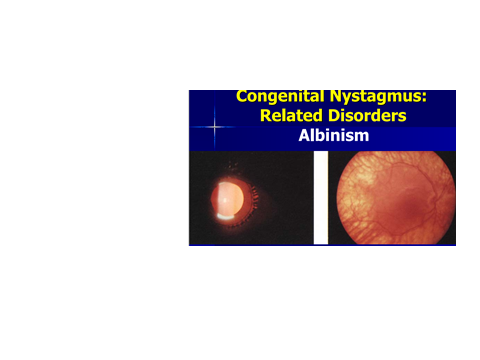 Congenital Nystagmus:
Related Disorders
Albinism